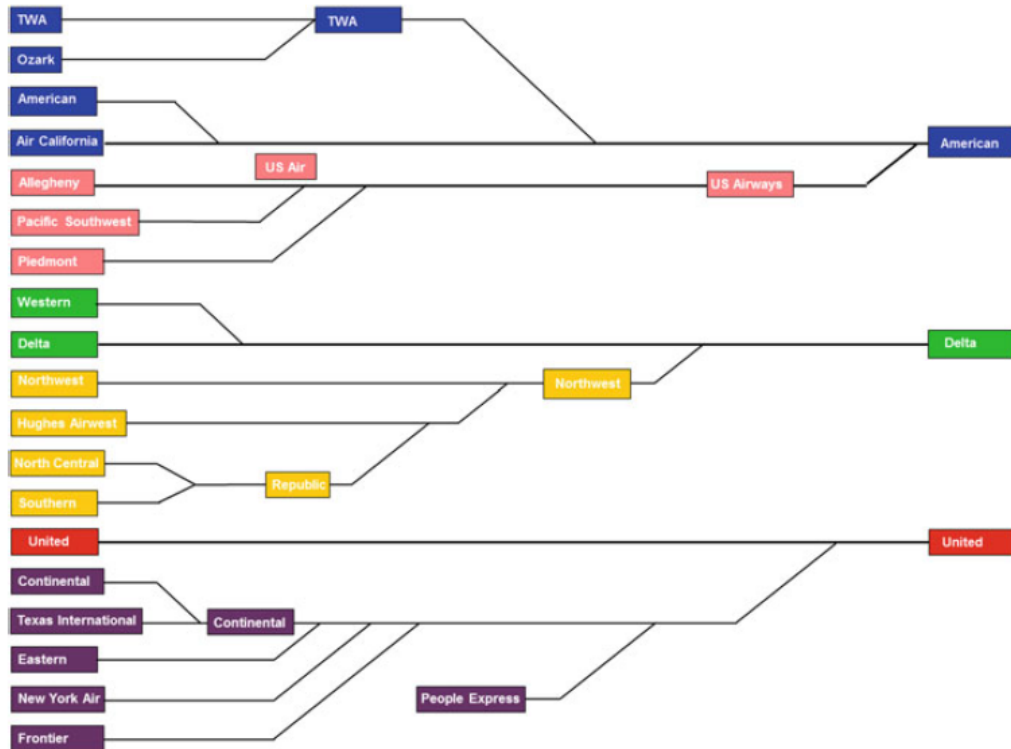 TWA
TWA
Ozark
American
Air California
American
US Air
Allegheny
US Airways
Pacific Southwest
Piedmont
Western
Delta
Delta
Northwest
Northwest
Hughes Airwest
North Central
Republic
Southern
United
United
Continental
Texas International
Continental
Eastern
New York Air
People Express
Frontier